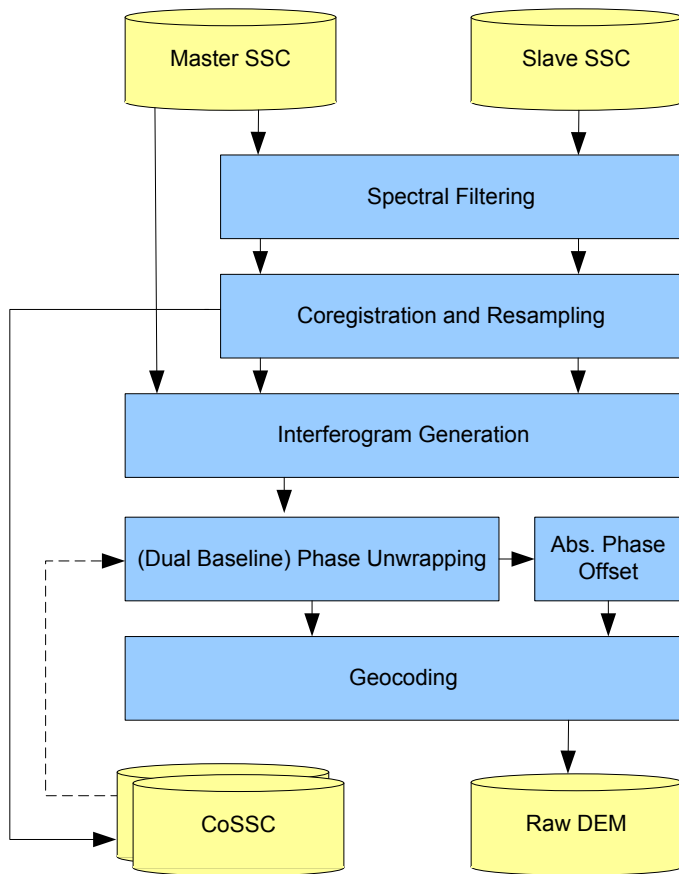 Master SSC
Slave SSC
Spectral Filtering
Coregistration and Resampling
Interferogram Generation
(Dual Baseline) Phase Unwrapping
Abs. Phase
Offset
Geocoding
CoSSC
Raw DEM